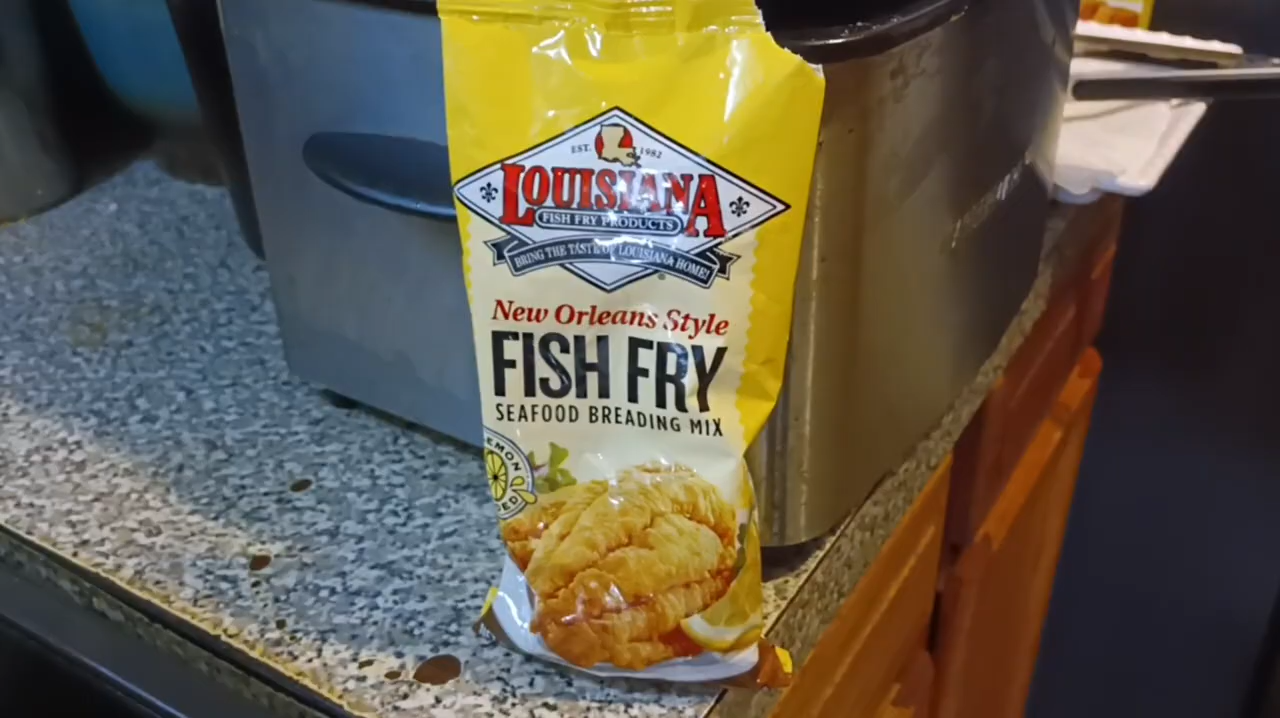 EST. 1982
LOUISIANA
FISH FRY PRODUCTS
BRING THE TASTE OF LOUISIANA HOME!
New Orleans Style
FISH FRY
SEAFOOD BREADING MIX
EMON